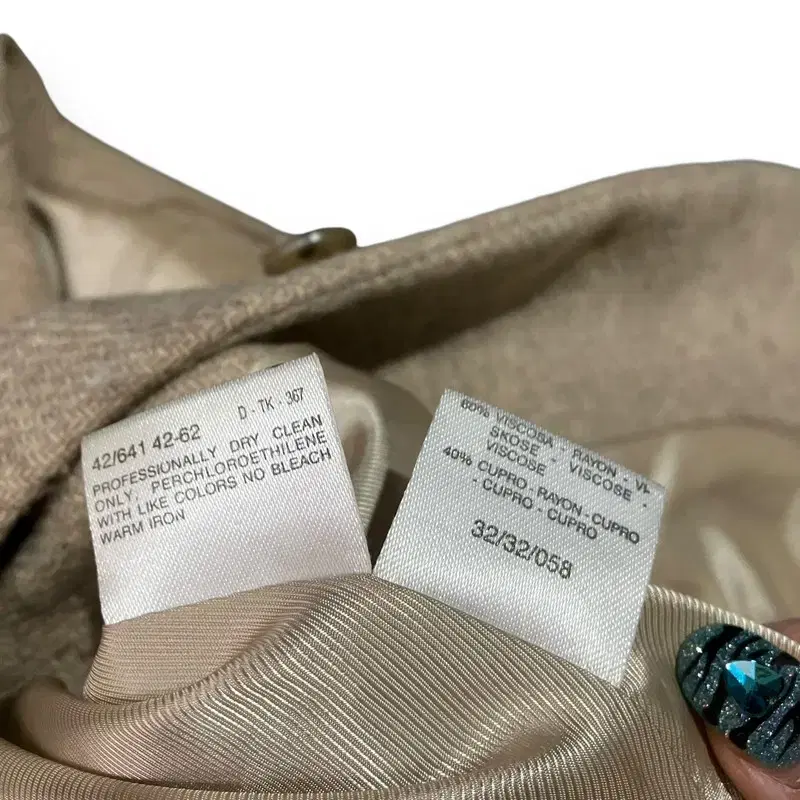 D - TK - 367
42/641 42-62
PROFESSIONALLY DRY CLEAN
ONLY, PERCHLOROETHILENE
WITH LIKE COLORS NO BLEACH
WARM IRON
60% VISCOSA - RAYON - VI-
SKOSE - VISCOSE -
VISCOSE
40% CUPRO - RAYON - CUPRO
- CUPRO - CUPRO
32/32/058